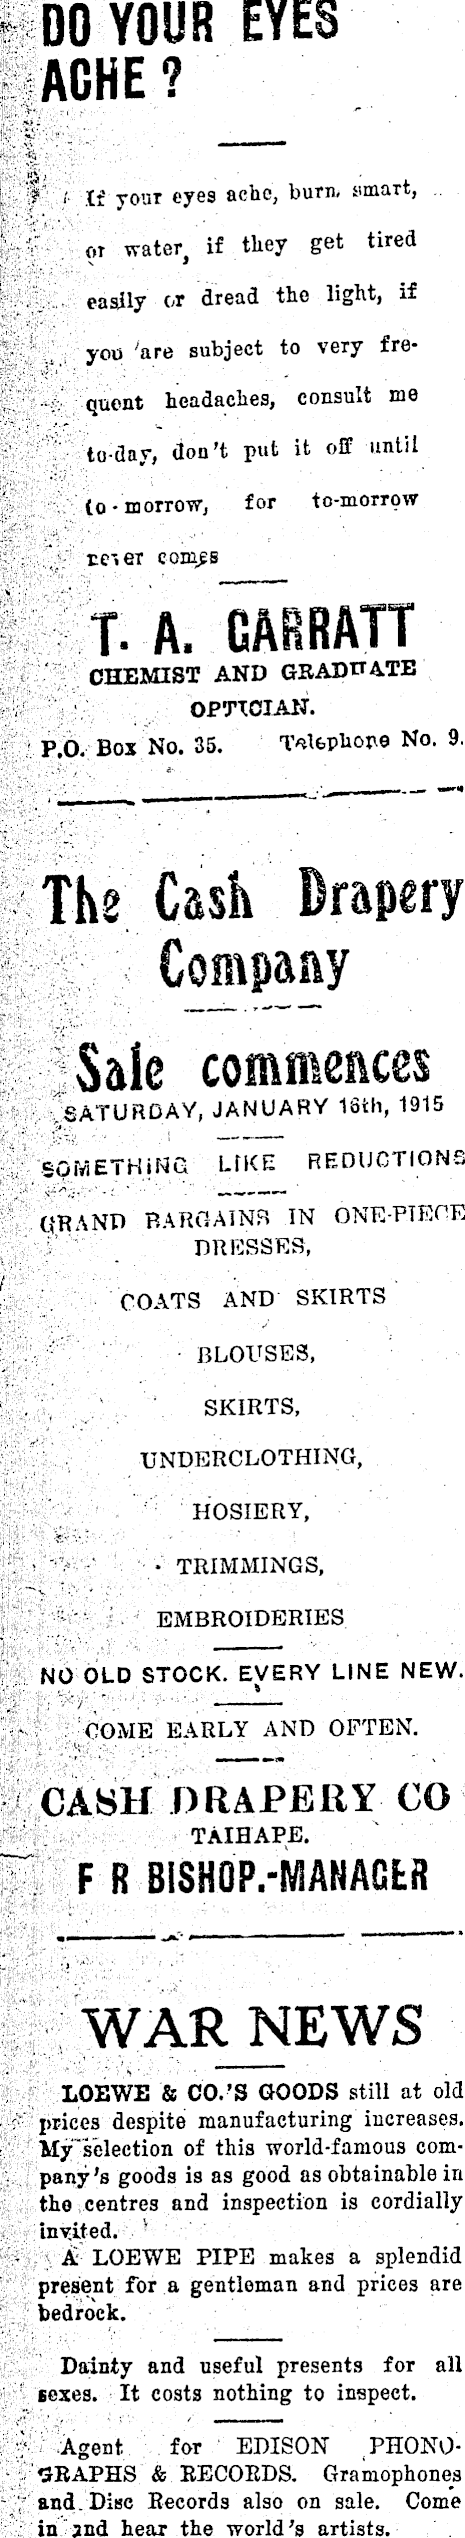 DO YOUR EYES
ACHE ?
If your eyes ache, burn, smart,
or water, if they get tired
easily or dread the light, if
you are subject to very fre-
quent headaches, consult me
to-day, don't put it off until
to-morrow, for to-morrow
never comes
T. A. GARRATT
CHEMIST AND GRADUATE
OPTICIAN.
P.O. Box No. 35. Telephone No. 9.
The Cash Drapery
Company
Sale commences
SATURDAY, JANUARY 16th, 1915
SOMETHING LIKE REDUCTIONS
GRAND BARGAINS IN ONE-PIECE
DRESSES,
COATS AND SKIRTS
BLOUSES,
SKIRTS,
UNDERCLOTHING,
HOSIERY,
TRIMMINGS,
EMBROIDERIES
NO OLD STOCK. EVERY LINE NEW.
COME EARLY AND OFTEN.
CASH DRAPERY CO
TAIHAPE.
F R BISHOP.-MANAGER
WAR NEWS
LOEWE & CO.'S GOODS still at old
prices despite manufacturing increases.
My selection of this world-famous com-
pany's goods is as good as obtainable in
the centres and inspection is cordially
invited.
A LOEWE PIPE makes a splendid
present for a gentleman and prices are
bedrock.
Dainty and useful presents for all
sexes. It costs nothing to inspect.
Agent for EDISON PHONO-
GRAPHS & RECORDS. Gramophones
and Disc Records also on sale. Come
in and hear the world's artists.